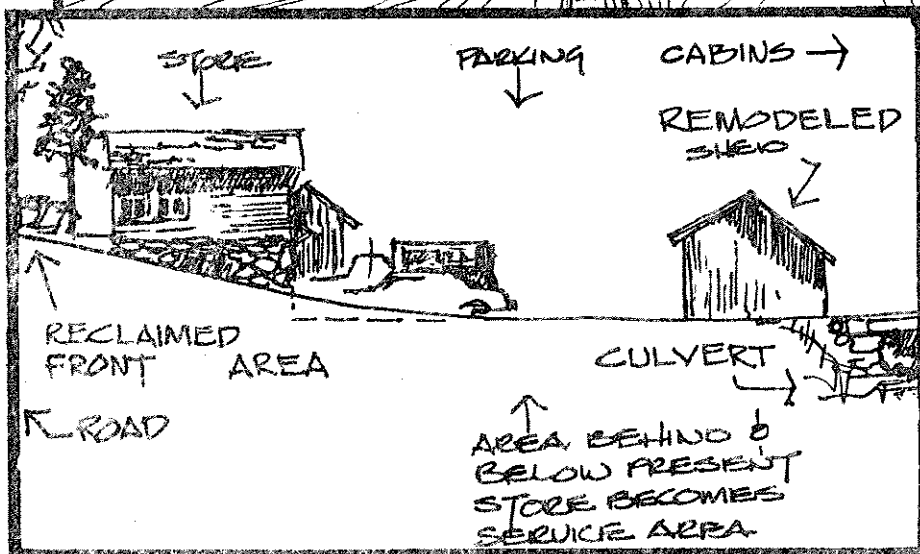 STORE
PARKING
CABINS →
REMODELED
SHED
RECLAIMED
FRONT AREA
ROAD
CULVERT
AREA BEHIND &
BELOW PRESENT
STORE BECOMES
SERVICE AREA